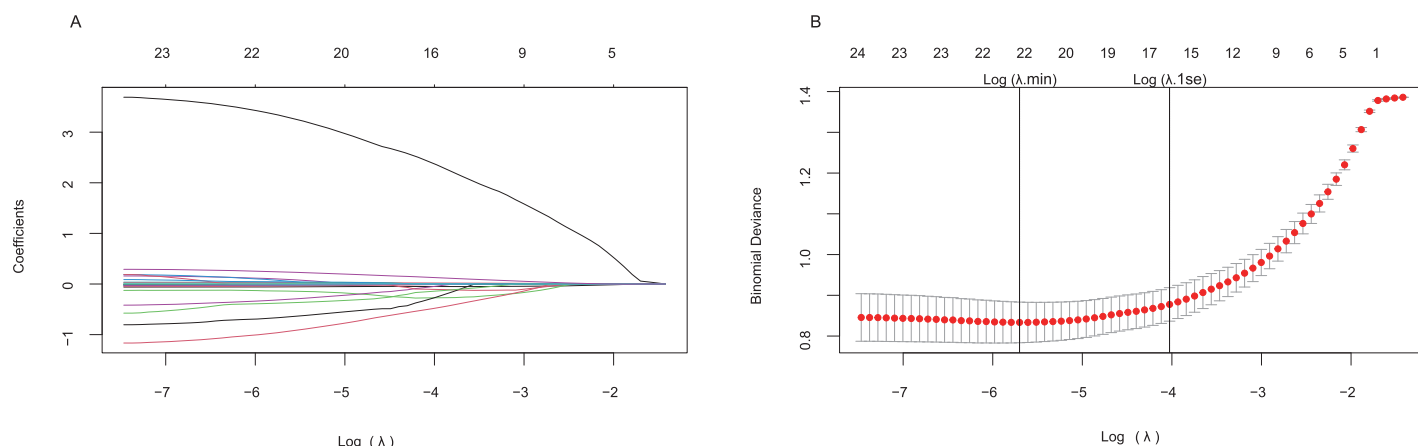 A
23 22 20 16 9 5
Coefficients
3
2
1
0
−1
−7 −6 −5 −4 −3 −2
Log ( λ )
B
24 23 23 22 22 20 19 17 15 12 9 6 5 1
Log (λ.min) Log (λ.1se)
Binomial Deviance
1.4
1.2
1.0
0.8
−7 −6 −5 −4 −3 −2
Log ( λ )